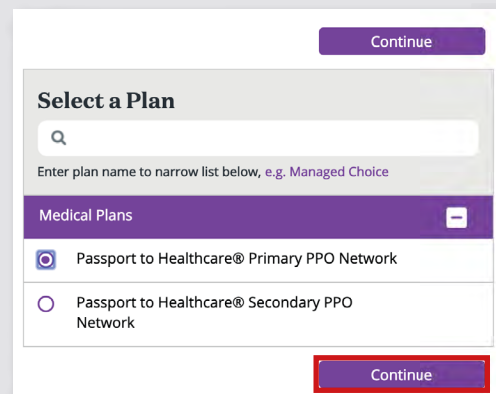 Continue
Select a Plan
Enter plan name to narrow list below, e.g. Managed Choice
Medical Plans
Passport to Healthcare® Primary PPO Network
Passport to Healthcare® Secondary PPO
Network
Continue